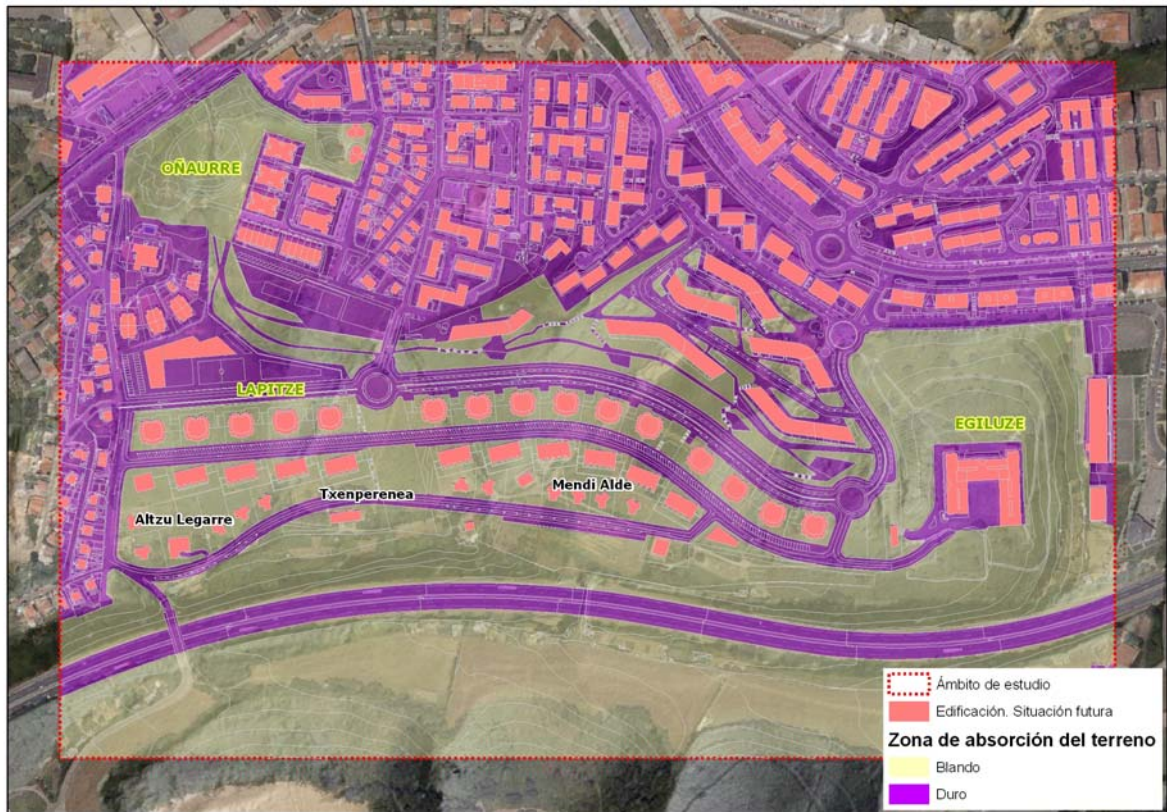 OÑAURRE
LAPITZE
EGILUZE
Txenperenea
Mendi Alde
Altzu Legarre
Ámbito de estudio
Edificación. Situación futura
Zona de absorción del terreno
Blando
Duro